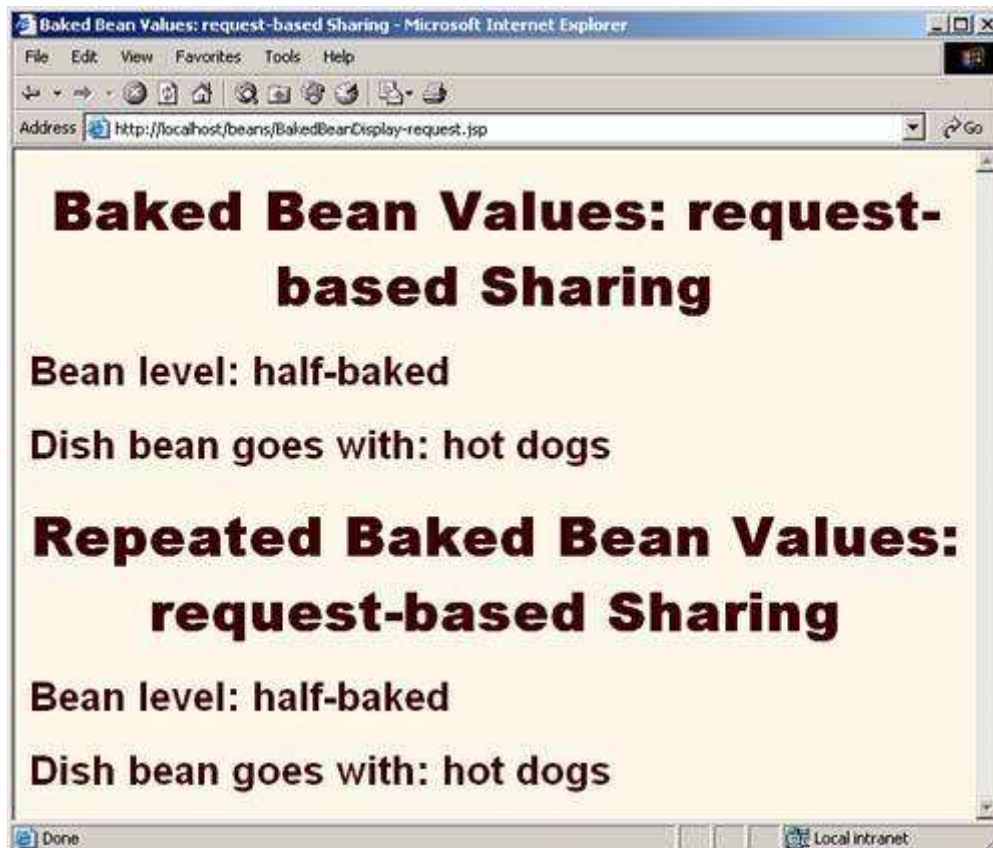 Baked Bean Values: request-based Sharing - Microsoft Internet Explorer
File Edit View Favorites Tools Help
Address http://localhost/beans/BakedBeanDisplay-request.jsp Go
Baked Bean Values: request-
based Sharing
Bean level: half-baked
Dish bean goes with: hot dogs
Repeated Baked Bean Values:
request-based Sharing
Bean level: half-baked
Dish bean goes with: hot dogs
Done Local intranet